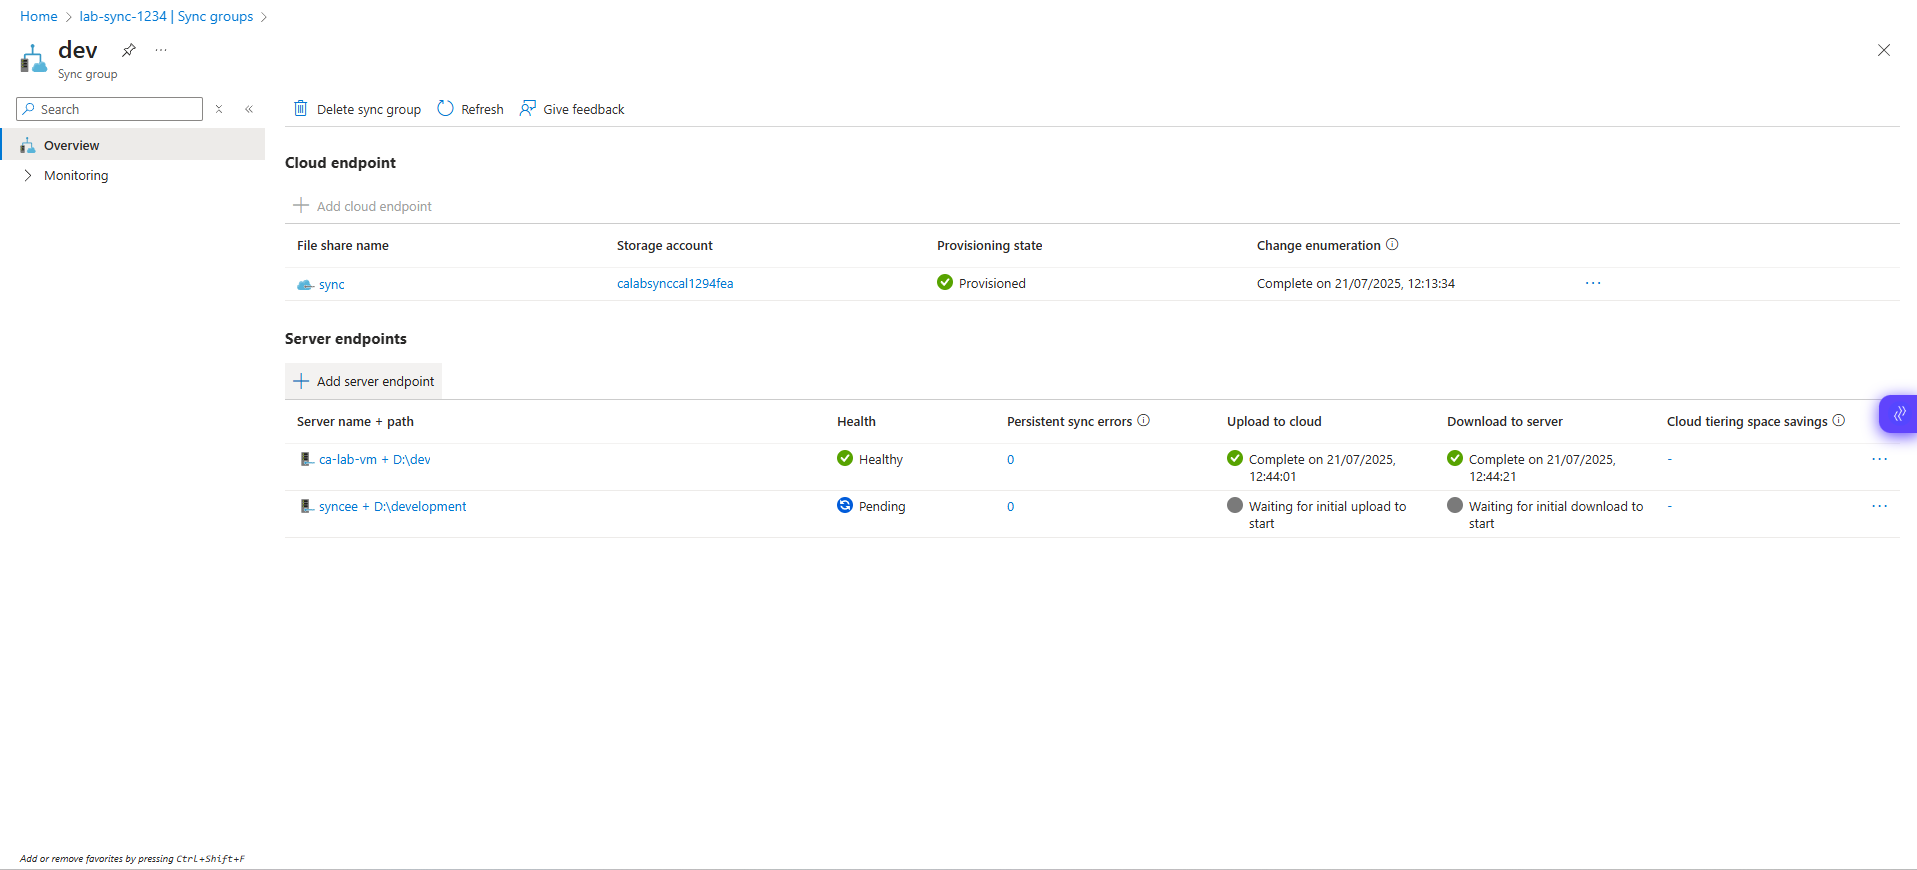 Home > lab-sync-1234 | Sync groups >
dev ...
Sync group
Search
Delete sync group Refresh Give feedback
Overview
Monitoring
Cloud endpoint
Add cloud endpoint
File share name Storage account Provisioning state Change enumeration
sync calabsynccal1294fea Provisioned Complete on 21/07/2025, 12:13:34 ...
Server endpoints
Add server endpoint
Server name + path Health Persistent sync errors Upload to cloud Download to server Cloud tiering space savings
ca-lab-vm + D:\dev Healthy 0 Complete on 21/07/2025, Complete on 21/07/2025, - ...
12:44:01 12:44:21
syncee + D:\development Pending 0 Waiting for initial upload to Waiting for initial download to - ...
start start
Add or remove favorites by pressing Ctrl+Shift+F